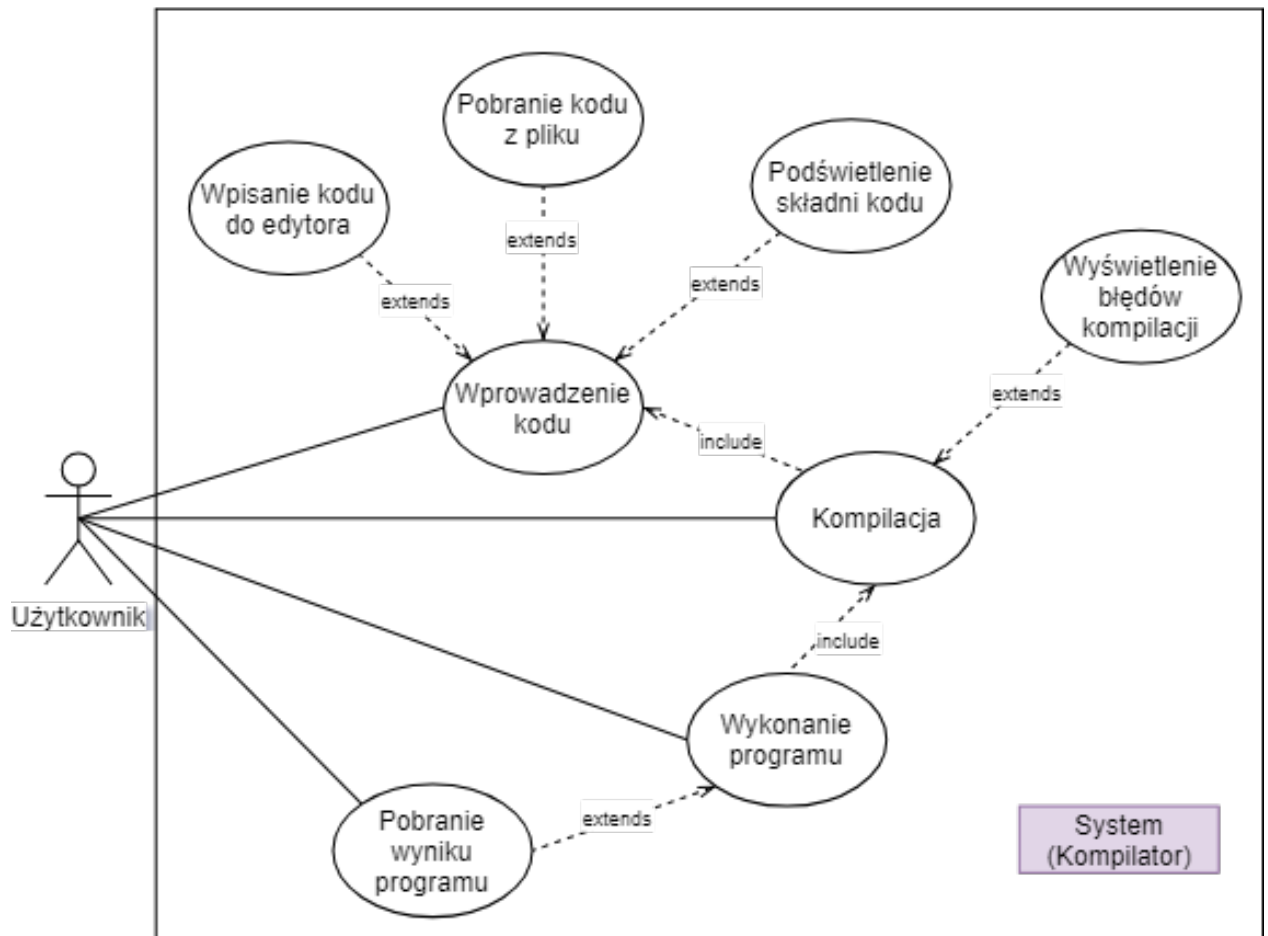 Pobranie kodu
z pliku
Wpisanie kodu
do edytora
Podświetlenie
składni kodu
extends
extends
extends
Wyświetlenie
błędów
kompilacji
Wprowadzenie
kodu
extends
include
Kompilacja
Użytkownik
include
Wykonanie
programu
extends
Pobranie
wyniku
programu
System
(Kompilator)